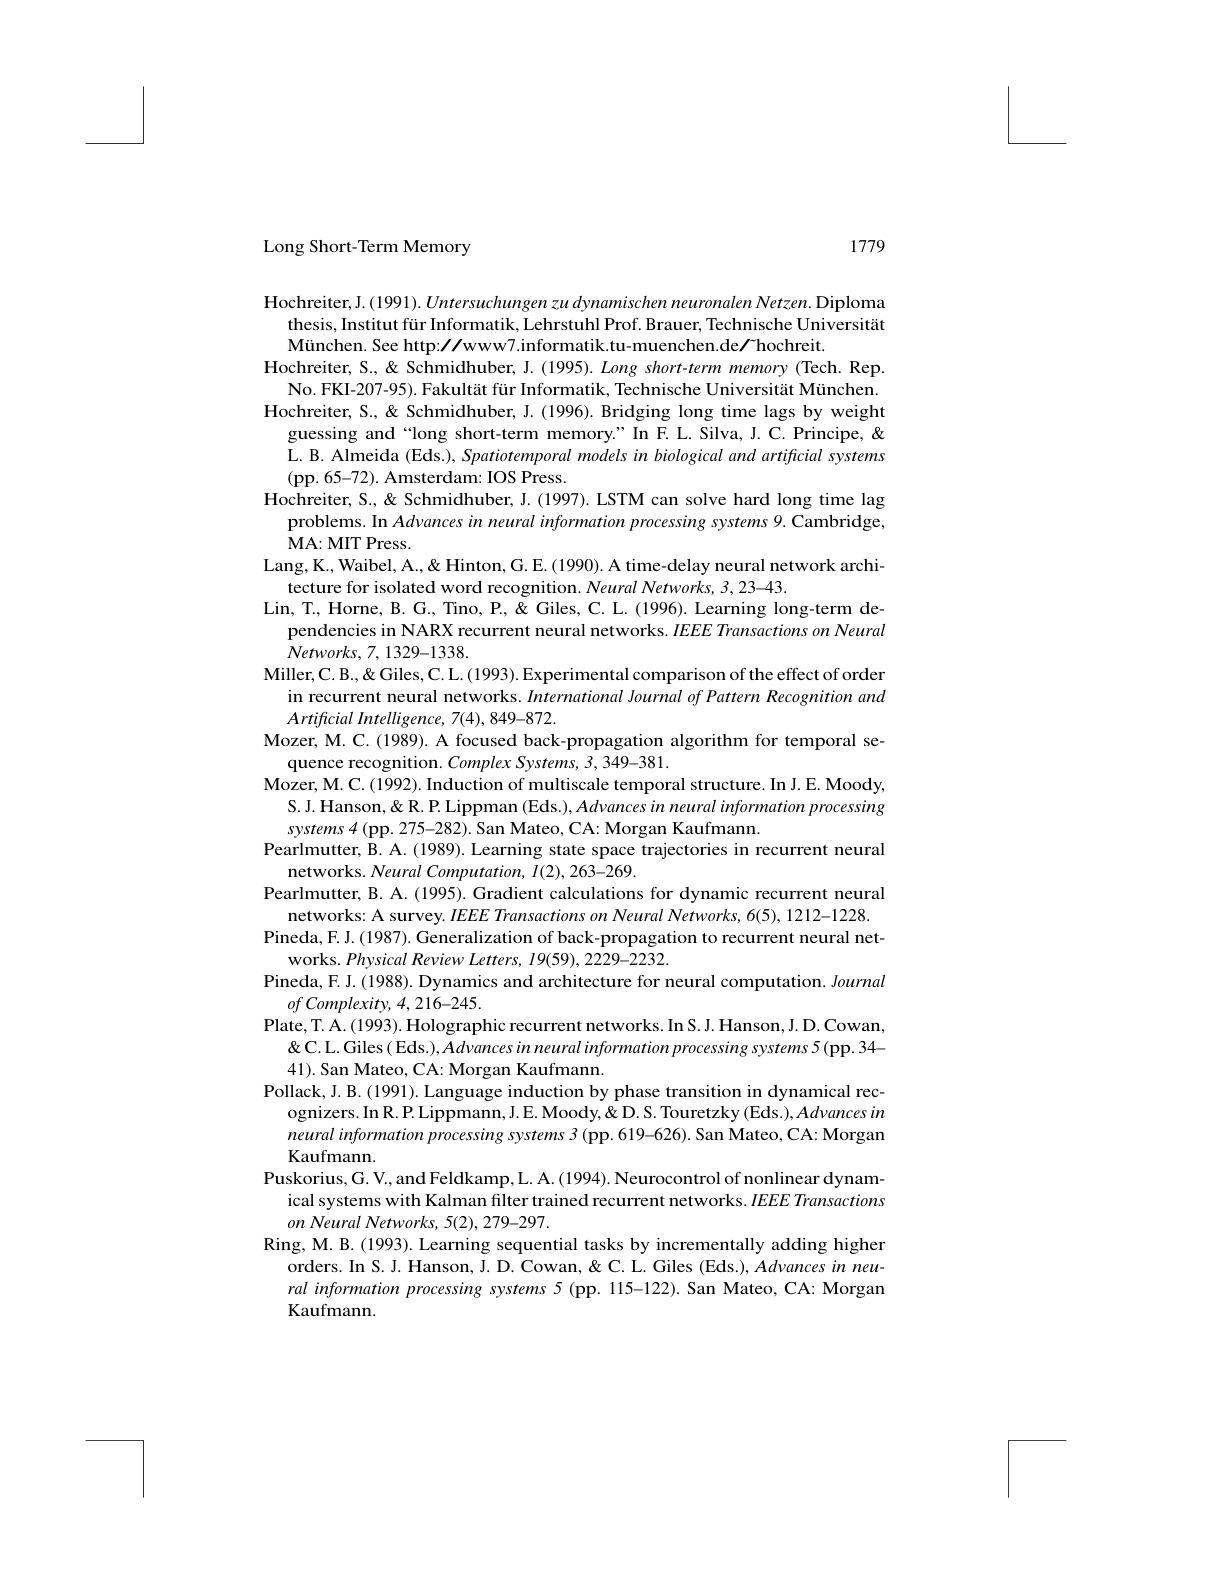 Long Short-Term Memory 1779
Hochreiter, J. (1991). Untersuchungen zu dynamischen neuronalen Netzen. Diploma
thesis, Institut für Informatik, Lehrstuhl Prof. Brauer, Technische Universität
München. See http://www7.informatik.tu-muenchen.de/~hochreit.
Hochreiter, S., & Schmidhuber, J. (1995). Long short-term memory (Tech. Rep.
No. FKI-207-95). Fakultät für Informatik, Technische Universität München.
Hochreiter, S., & Schmidhuber, J. (1996). Bridging long time lags by weight
guessing and “long short-term memory.” In F. L. Silva, J. C. Principe, &
L. B. Almeida (Eds.), Spatiotemporal models in biological and artificial systems
(pp. 65–72). Amsterdam: IOS Press.
Hochreiter, S., & Schmidhuber, J. (1997). LSTM can solve hard long time lag
problems. In Advances in neural information processing systems 9. Cambridge,
MA: MIT Press.
Lang, K., Waibel, A., & Hinton, G. E. (1990). A time-delay neural network archi-
tecture for isolated word recognition. Neural Networks, 3, 23–43.
Lin, T., Horne, B. G., Tino, P., & Giles, C. L. (1996). Learning long-term de-
pendencies in NARX recurrent neural networks. IEEE Transactions on Neural
Networks, 7, 1329–1338.
Miller, C. B., & Giles, C. L. (1993). Experimental comparison of the effect of order
in recurrent neural networks. International Journal of Pattern Recognition and
Artificial Intelligence, 7(4), 849–872.
Mozer, M. C. (1989). A focused back-propagation algorithm for temporal se-
quence recognition. Complex Systems, 3, 349–381.
Mozer, M. C. (1992). Induction of multiscale temporal structure. In J. E. Moody,
S. J. Hanson, & R. P. Lippman (Eds.), Advances in neural information processing
systems 4 (pp. 275–282). San Mateo, CA: Morgan Kaufmann.
Pearlmutter, B. A. (1989). Learning state space trajectories in recurrent neural
networks. Neural Computation, 1(2), 263–269.
Pearlmutter, B. A. (1995). Gradient calculations for dynamic recurrent neural
networks: A survey. IEEE Transactions on Neural Networks, 6(5), 1212–1228.
Pineda, F. J. (1987). Generalization of back-propagation to recurrent neural net-
works. Physical Review Letters, 19(59), 2229–2232.
Pineda, F. J. (1988). Dynamics and architecture for neural computation. Journal
of Complexity, 4, 216–245.
Plate, T. A. (1993). Holographic recurrent networks. In S. J. Hanson, J. D. Cowan,
& C. L. Giles ( Eds.), Advances in neural information processing systems 5 (pp. 34–
41). San Mateo, CA: Morgan Kaufmann.
Pollack, J. B. (1991). Language induction by phase transition in dynamical rec-
ognizers. In R. P. Lippmann, J. E. Moody, & D. S. Touretzky (Eds.), Advances in
neural information processing systems 3 (pp. 619–626). San Mateo, CA: Morgan
Kaufmann.
Puskorius, G. V., and Feldkamp, L. A. (1994). Neurocontrol of nonlinear dynam-
ical systems with Kalman filter trained recurrent networks. IEEE Transactions
on Neural Networks, 5(2), 279–297.
Ring, M. B. (1993). Learning sequential tasks by incrementally adding higher
orders. In S. J. Hanson, J. D. Cowan, & C. L. Giles (Eds.), Advances in neu-
ral information processing systems 5 (pp. 115–122). San Mateo, CA: Morgan
Kaufmann.